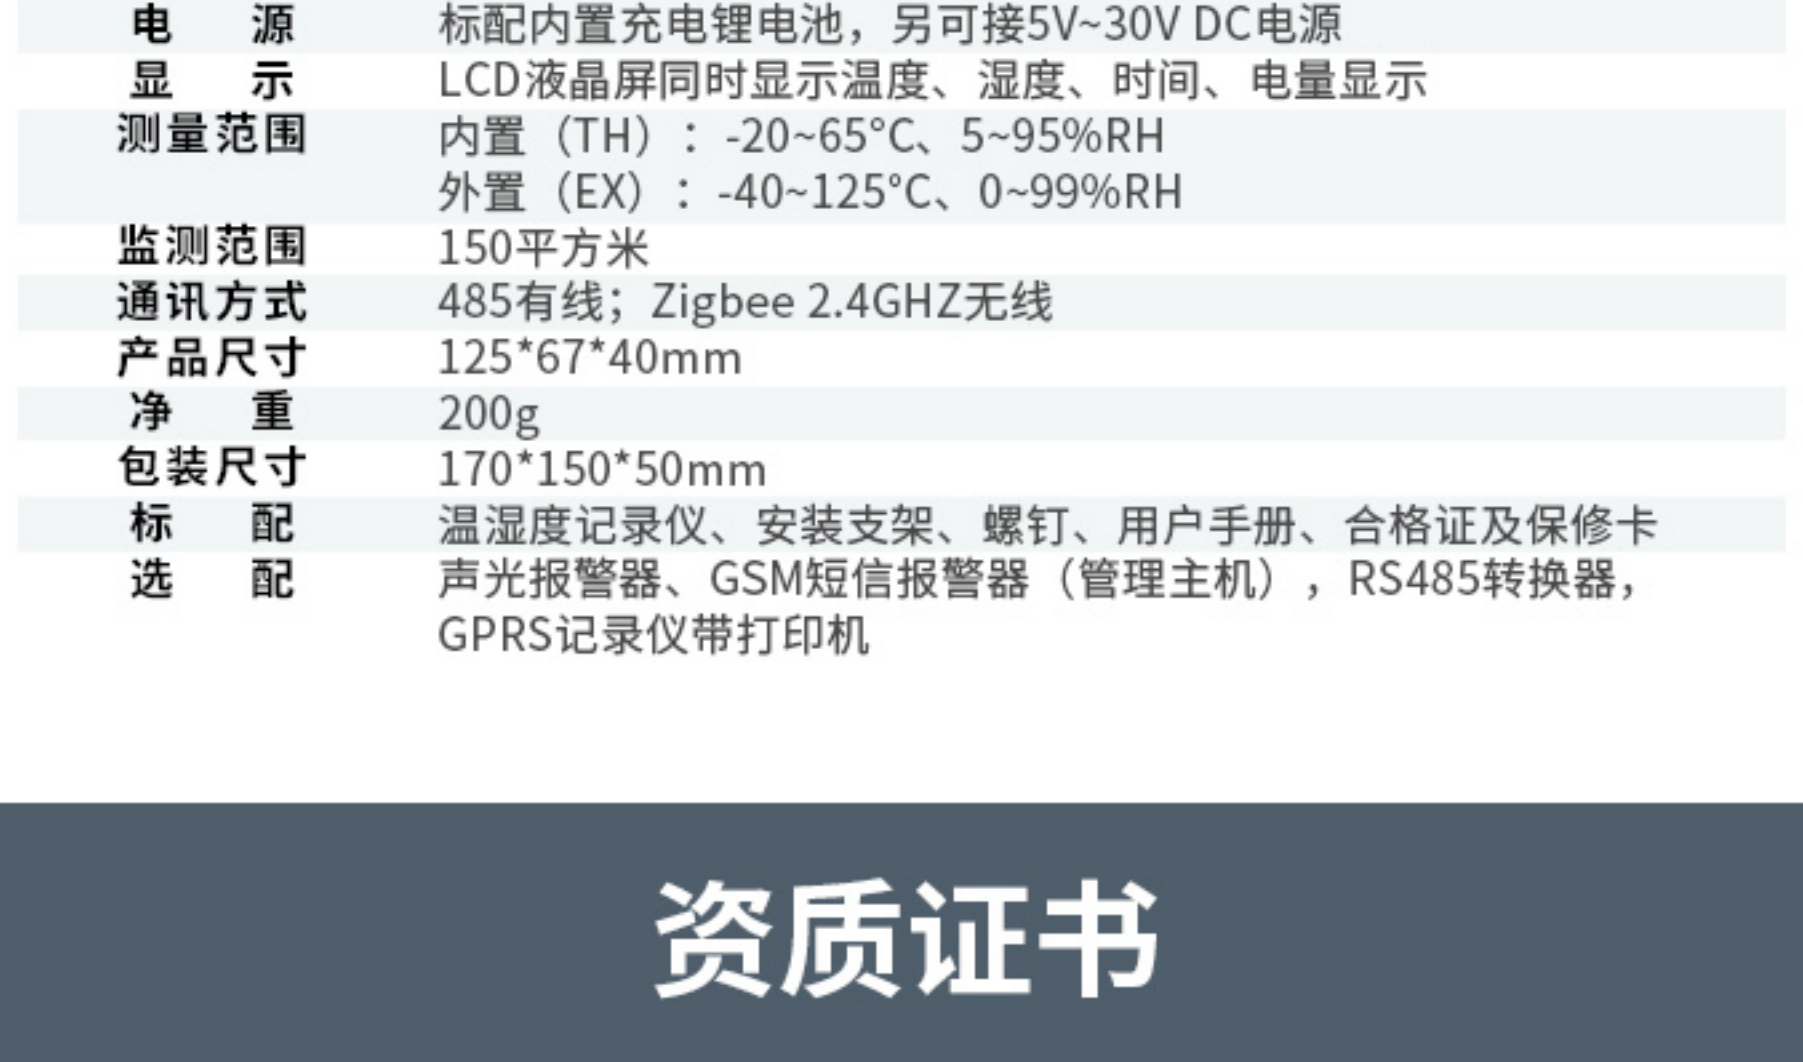 电 源 标配内置充电锂电池，另可接5V~30V DC电源
显 示 LCD液晶屏同时显示温度、湿度、时间、电量显示
测量范围 内置（TH）：-20~65°C、5~95%RH
外置（EX）：-40~125°C、0~99%RH
监测范围 150平方米
通讯方式 485有线；Zigbee 2.4GHZ无线
产品尺寸 125*67*40mm
净 重 200g
包装尺寸 170*150*50mm
标 配 温湿度记录仪、安装支架、螺钉、用户手册、合格证及保修卡
选 配 声光报警器、GSM短信报警器（管理主机），RS485转换器，
GPRS记录仪带打印机
资质证书